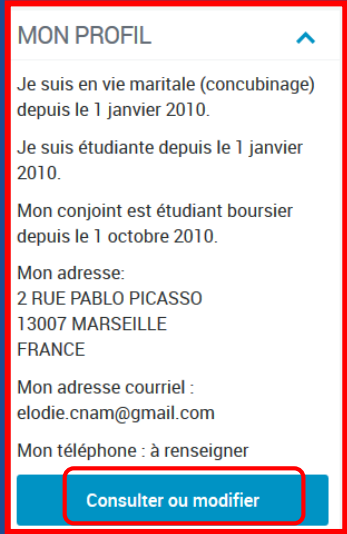 MON PROFIL
Je suis en vie maritale (concubinage)
depuis le 1 janvier 2010.
Je suis étudiante depuis le 1 janvier
2010.
Mon conjoint est étudiant boursier
depuis le 1 octobre 2010.
Mon adresse:
2 RUE PABLO PICASSO
13007 MARSEILLE
FRANCE
Mon adresse courriel :
elodie.cnam@gmail.com
Mon téléphone : à renseigner
Consulter ou modifier